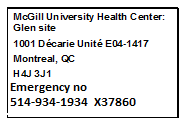 McGill University Health Center:
Glen site
1001 Décarie Unité E04-1417
Montreal, QC
H4J 3J1
Emergency no
514-934-1934  X37860